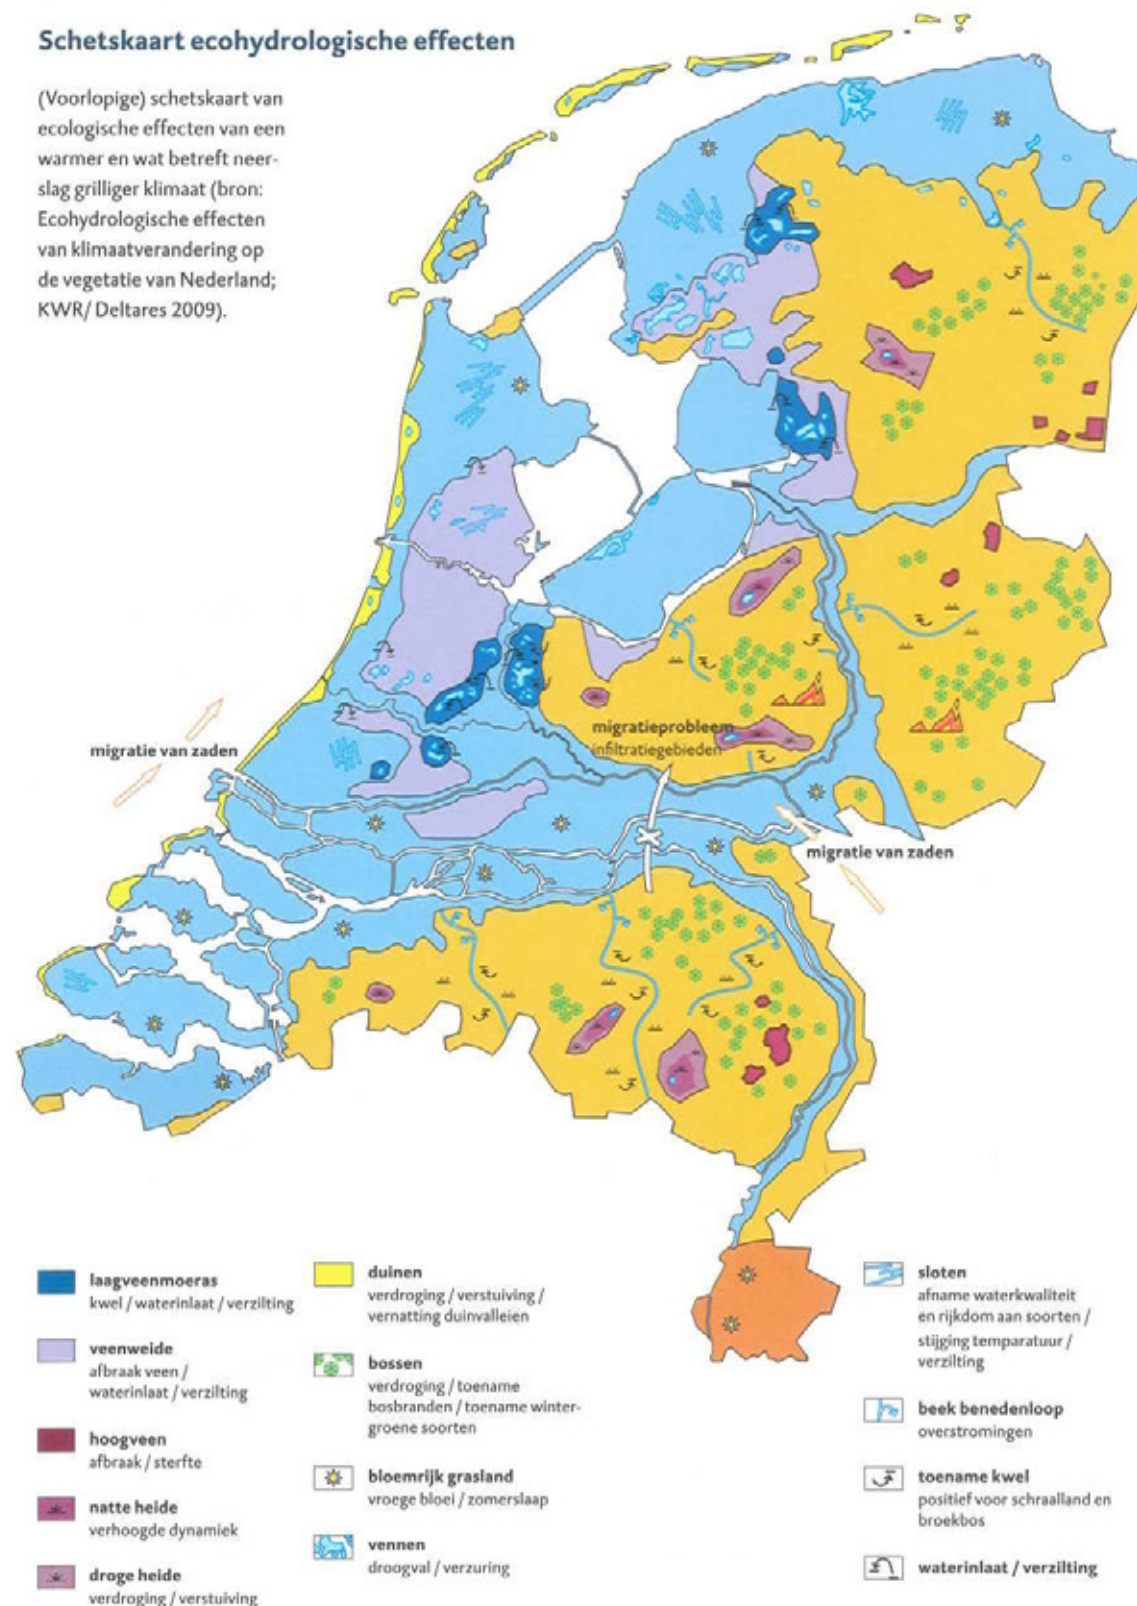 Schetskaart ecohydrologische effecten
(Voorlopige) schetskaart van
ecologische effecten van een
warmer en wat betreft neer-
slag grilliger klimaat (bron:
Ecohydrologische effecten
van klimaatverandering op
de vegetatie van Nederland;
KWR/ Deltares 2009).
migratie van zaden
migratieprobleem
infiltratiegebieden
migratie van zaden
laagveenmoeras
kwel / waterinlaat / verzilting
veenweide
afbraak veen /
waterinlaat / verzilting
hoogveen
afbraak / sterfte
natte heide
verhoogde dynamiek
droge heide
verdroging / verstuiving
duinen
verdroging / verstuiving /
vernatting duinvalleien
bossen
verdroging / toename
bosbranden / toename winter-
groene soorten
bloemrijk grasland
vroege bloei / zomerslaap
vennen
droogval / verzuring
sloten
afname waterkwaliteit
en rijkdom aan soorten /
stijging temparatuur /
verzilting
beek benedenloop
overstromingen
toename kwel
positief voor schraalland en
broekbos
waterinlaat / verzilting